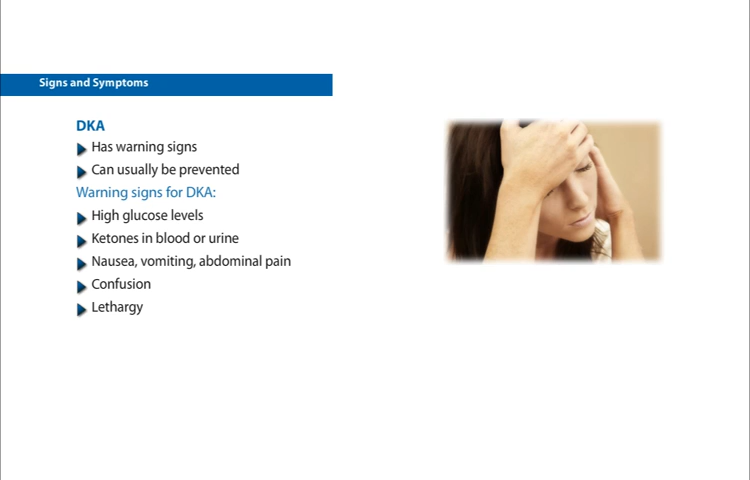 Signs and Symptoms
DKA
Has warning signs
Can usually be prevented
Warning signs for DKA:
High glucose levels
Ketones in blood or urine
Nausea, vomiting, abdominal pain
Confusion
Lethargy